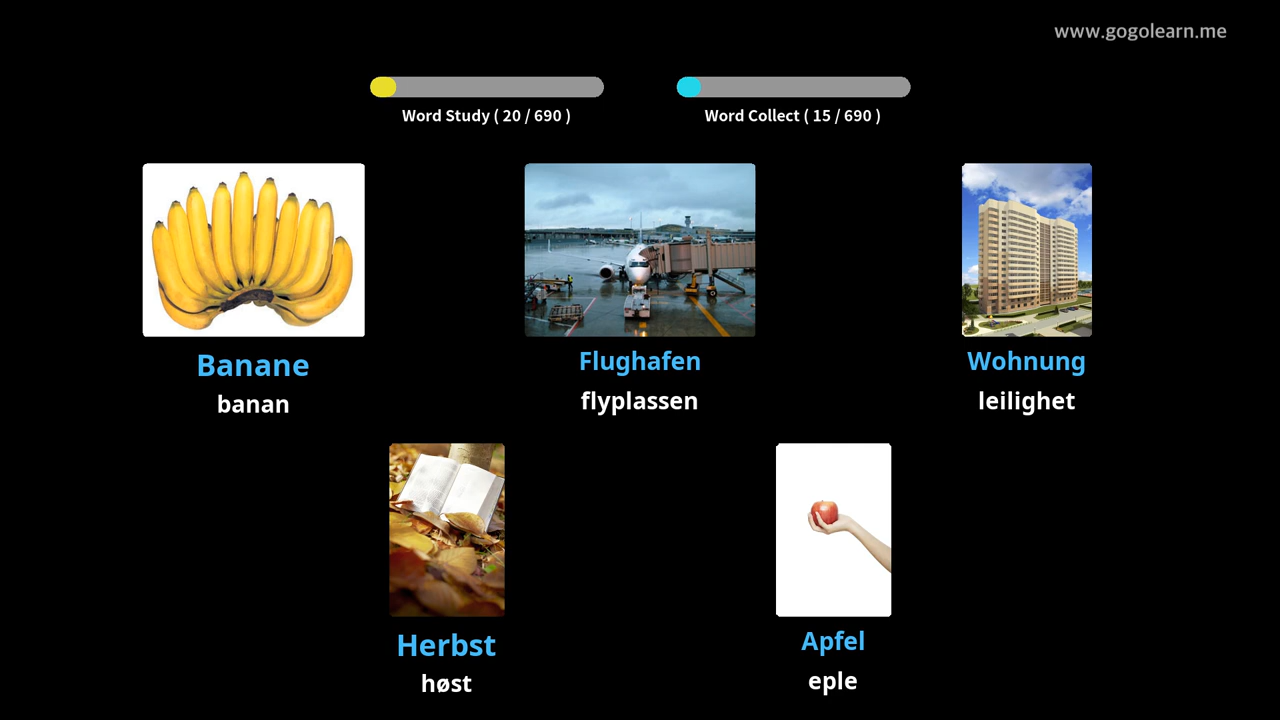 www.gogolearn.me
Word Study ( 20 / 690 )
Word Collect ( 15 / 690 )
Banane
banan
Flughafen
flyplassen
Wohnung
leilighet
Herbst
høst
Apfel
eple